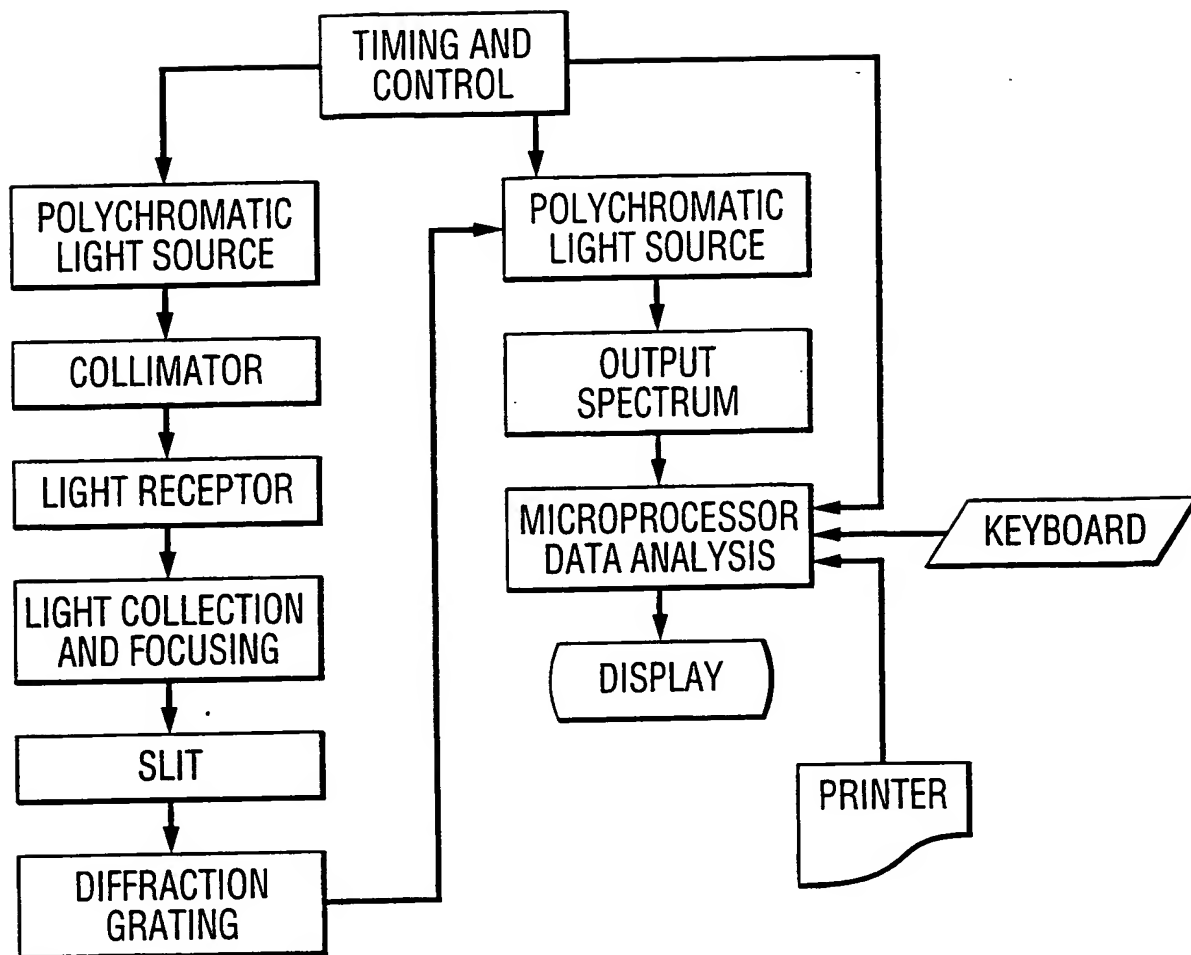 TIMING AND
CONTROL
POLYCHROMATIC
LIGHT SOURCE
COLLIMATOR
LIGHT RECEPTOR
LIGHT COLLECTION
AND FOCUSING
SLIT
DIFFRACTION
GRATING
POLYCHROMATIC
LIGHT SOURCE
OUTPUT
SPECTRUM
MICROPROCESSOR
DATA ANALYSIS
KEYBOARD
DISPLAY
PRINTER